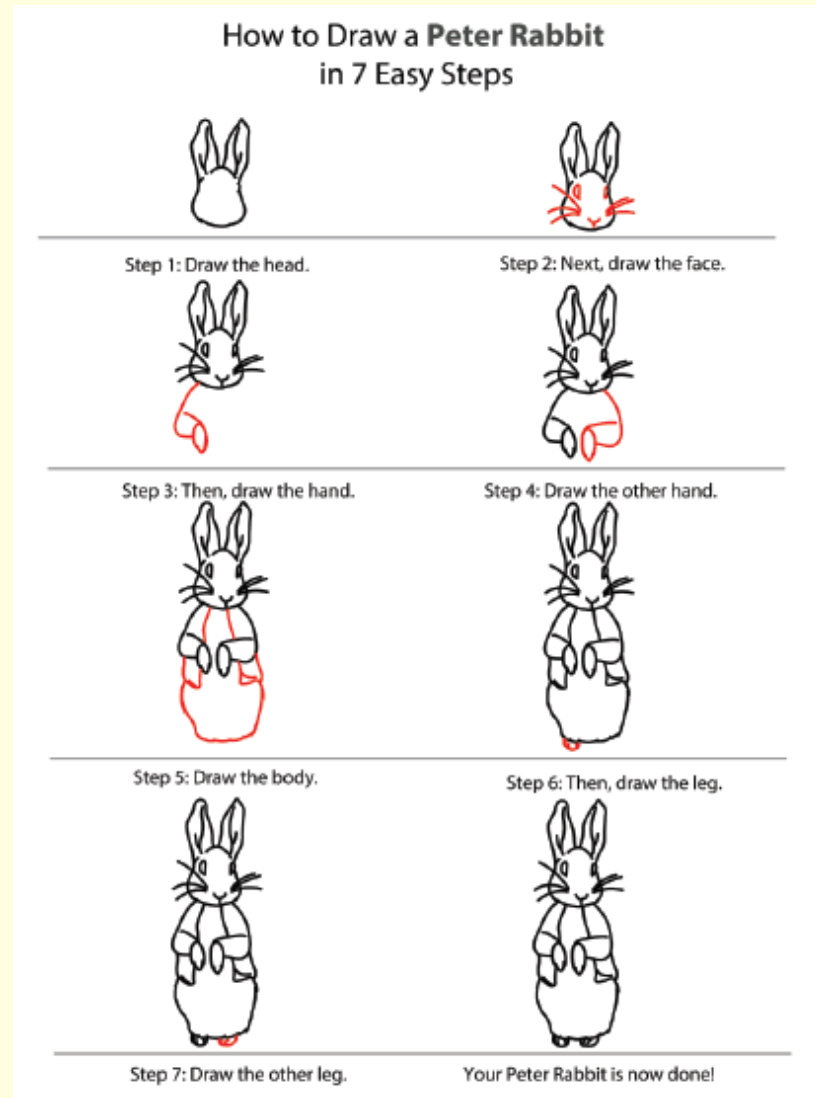 How to Draw a Peter Rabbit
in 7 Easy Steps
Step 1: Draw the head.
Step 2: Next, draw the face.
Step 3: Then, draw the hand.
Step 4: Draw the other hand.
Step 5: Draw the body.
Step 6: Then, draw the leg.
Step 7: Draw the other leg.
Your Peter Rabbit is now done!